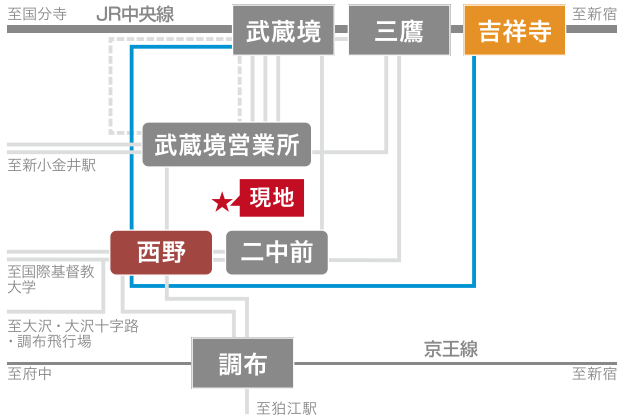 至国分寺
JR中央線
至新宿
武蔵境
三鷹
吉祥寺
武蔵境営業所
至新小金井駅
現地
西野
二中前
至国際基督教
大学
至大沢・大沢十字路
・調布飛行場
京王線
調布
至府中
至新宿
至狛江駅